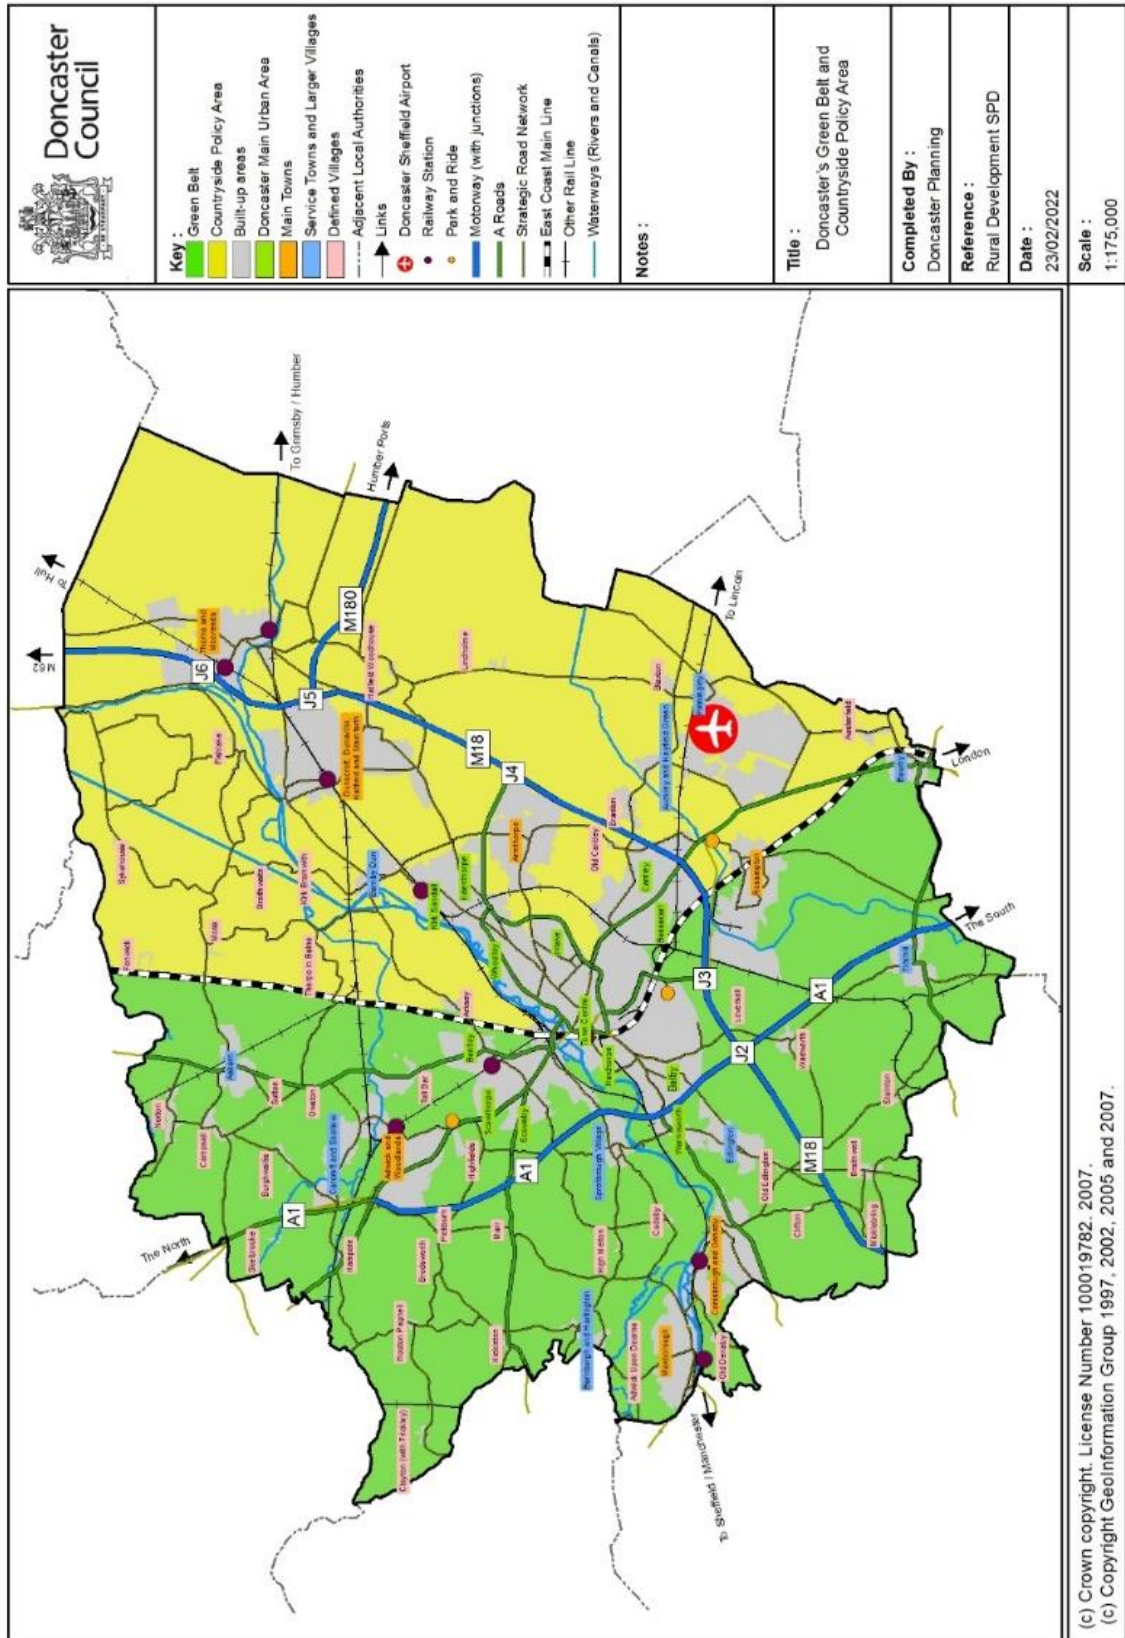 Doncaster
Council
Key :
Green Belt
Countryside Policy Area
Built-up areas
Doncaster Main Urban Area
Main Towns
Service Towns and Larger Villages
Defined Villages
Adjacent Local Authorities
Links
Doncaster Sheffield Airport
Railway Station
Park and Ride
Motorway (with junctions)
A Roads
Strategic Road Network
East Coast Main Line
Other Rail Line
Waterways (Rivers and Canals)
Notes :
Title :
Doncaster's Green Belt and
Countryside Policy Area
Completed By :
Doncaster Planning
Reference :
Rural Development SPD
Date :
23/02/2022
Scale :
1:175,000
To Grimsby / Humber
Humber Ports
To Hull
M62
J6
Thorne and
Moorends
M180
J5
Hatfield Woodhouse
Lindholme
To Lincoln
M18
J4
Fishlake
Dunscroft, Dunsville
Hatfield and Stainforth
Sykehouse
Braithwaite
Kirk Bramwith
Barnby Dun
Kirk Sandall
Edenthorpe
Armthorpe
Old Cantley
Branton
Cantley
Auckley and Hayfield Green
Blaxton
Finningley
Austerfield
Bawtry
London
Rossington
Bessacarr
Moss
Fenwick
Thorpe in Balne
Arksey
Wheatley
Intake
Town Centre
Hexthorpe
Balby
J3
Loversall
A1
The South
Tickhill
J2
Wadworth
Stainton
Norton
Askern
Campsall
Sutton
Owston
Burghwallis
Carcroft and Skellow
Toll Bar
Bentley
Adwick and
Woodlands
Highfields
Scawthorpe
Scawsby
Sprotbrough Village
Warmsworth
Edlington
Old Edlington
M18
Braithwell
Clifton
Micklebring
A1
The North
Skelbrooke
Hampole
Pickburn
Brodsworth
Marr
A1
High Melton
Cadeby
Conisbrough and Denaby
Hooton Pagnell
Hickleton
Barnburgh and Harlington
Adwick Upon Dearne
Mexborough
Old Denaby
Clayton (with Frickley)
To Sheffield / Manchester
(c) Crown copyright. License Number 100019782. 2007.
(c) Copyright GeoInformation Group 1997, 2002, 2005 and 2007.